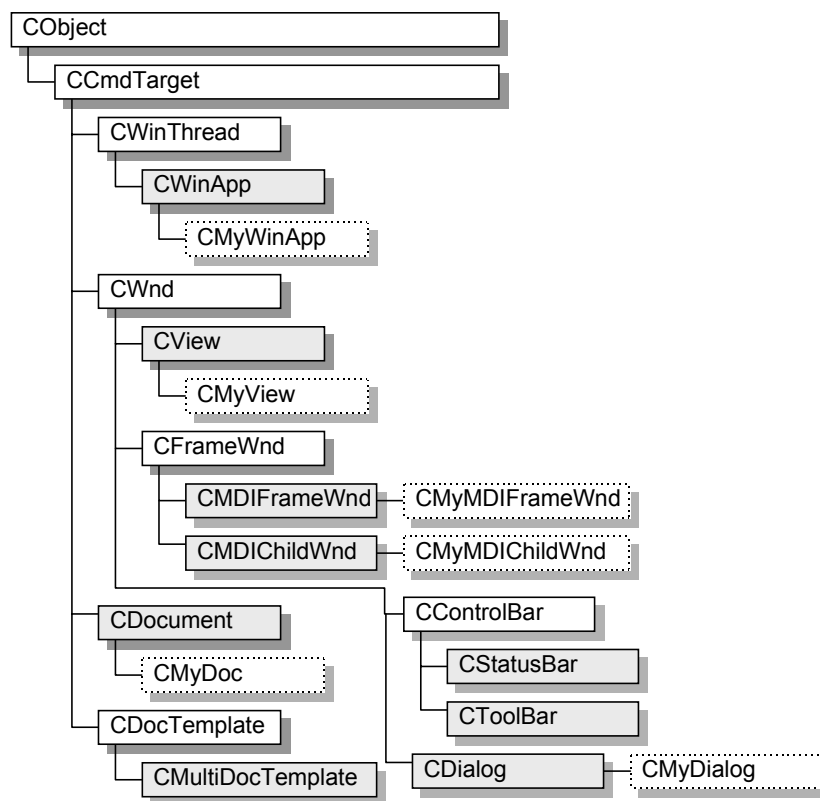 CObject
CCmdTarget
CWinThread
CWinApp
CMyWinApp
CWnd
CView
CMyView
CFrameWnd
CMDIFrameWnd
CMyMDIFrameWnd
CMDIChildWnd
CMyMDIChildWnd
CDocument
CControlBar
CMyDoc
CStatusBar
CDocTemplate
CToolBar
CMultiDocTemplate
CDialog
CMyDialog